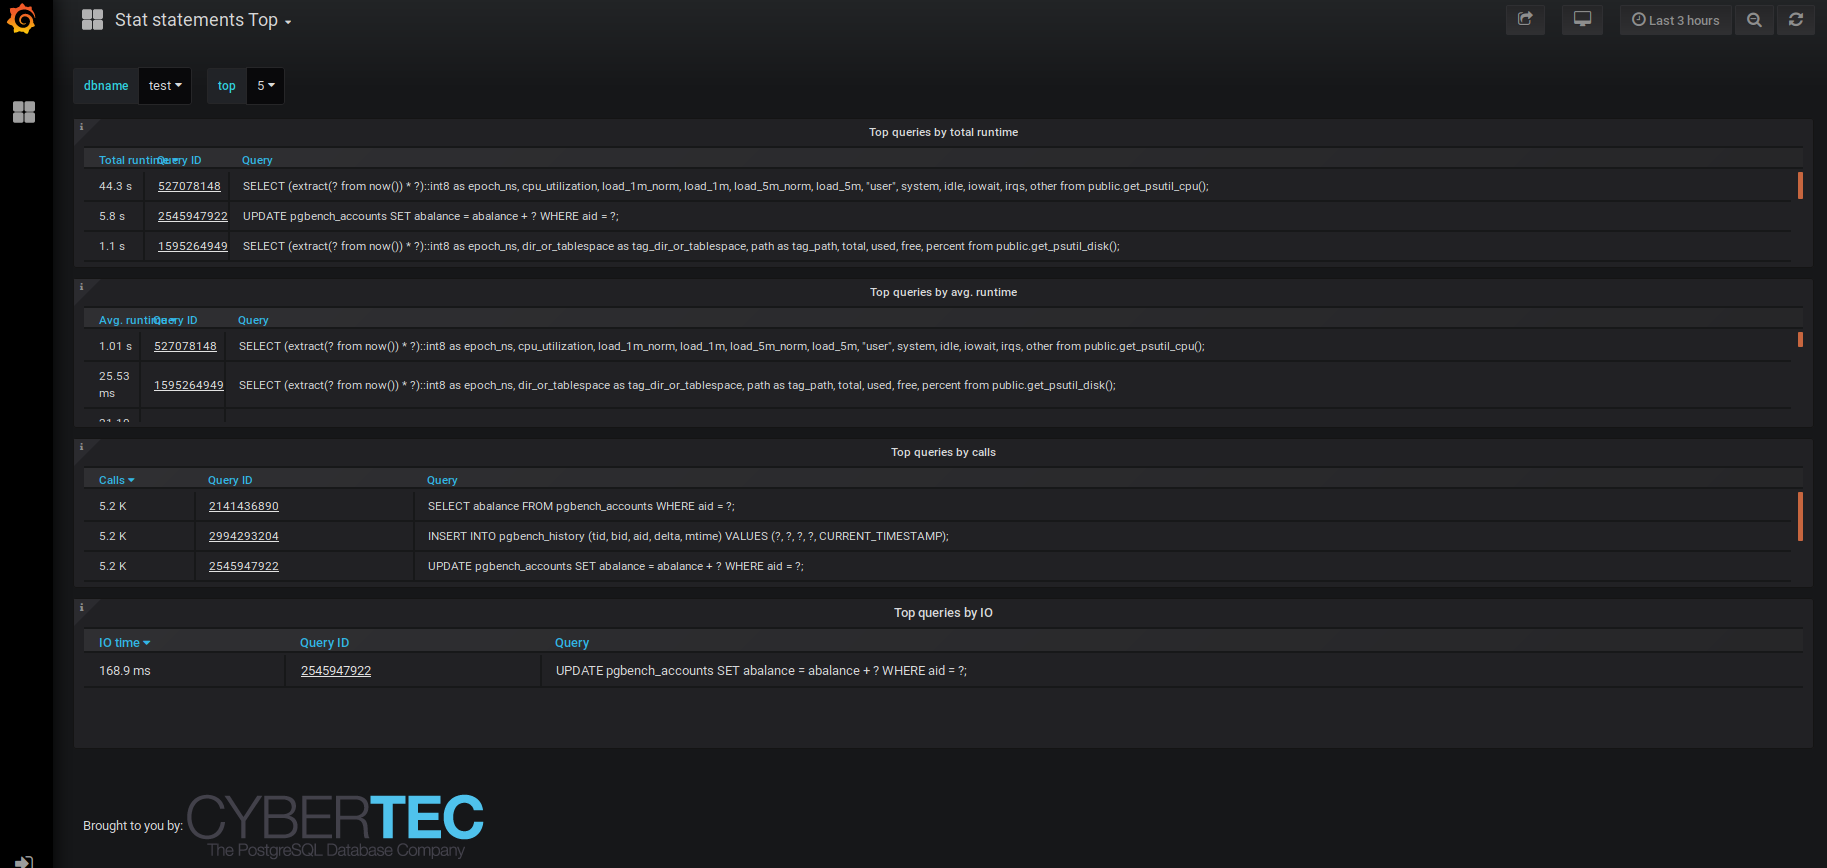 Stat statements Top
Last 3 hours
dbname test top 5
Top queries by total runtime
Total runtime Query ID Query
44.3 s 527078148 SELECT (extract(? from now()) * ?)::int8 as epoch_ns, cpu_utilization, load_1m_norm, load_1m, load_5m_norm, load_5m, "user", system, idle, iowait, irqs, other from public.get_psutil_cpu();
5.8 s 2545947922 UPDATE pgbench_accounts SET abalance = abalance + ? WHERE aid = ?;
1.1 s 1595264949 SELECT (extract(? from now()) * ?)::int8 as epoch_ns, dir_or_tablespace as tag_dir_or_tablespace, path as tag_path, total, used, free, percent from public.get_psutil_disk();
Top queries by avg. runtime
Avg. runtime Query ID Query
1.01 s 527078148 SELECT (extract(? from now()) * ?)::int8 as epoch_ns, cpu_utilization, load_1m_norm, load_1m, load_5m_norm, load_5m, "user", system, idle, iowait, irqs, other from public.get_psutil_cpu();
25.53 ms 1595264949 SELECT (extract(? from now()) * ?)::int8 as epoch_ns, dir_or_tablespace as tag_dir_or_tablespace, path as tag_path, total, used, free, percent from public.get_psutil_disk();
Top queries by calls
Calls Query ID Query
5.2 K 2141436890 SELECT abalance FROM pgbench_accounts WHERE aid = ?;
5.2 K 2994293204 INSERT INTO pgbench_history (tid, bid, aid, delta, mtime) VALUES (?, ?, ?, ?, CURRENT_TIMESTAMP);
5.2 K 2545947922 UPDATE pgbench_accounts SET abalance = abalance + ? WHERE aid = ?;
Top queries by IO
IO time Query ID Query
168.9 ms 2545947922 UPDATE pgbench_accounts SET abalance = abalance + ? WHERE aid = ?;
Brought to you by: CYBERTEC
The PostgreSQL Database Company